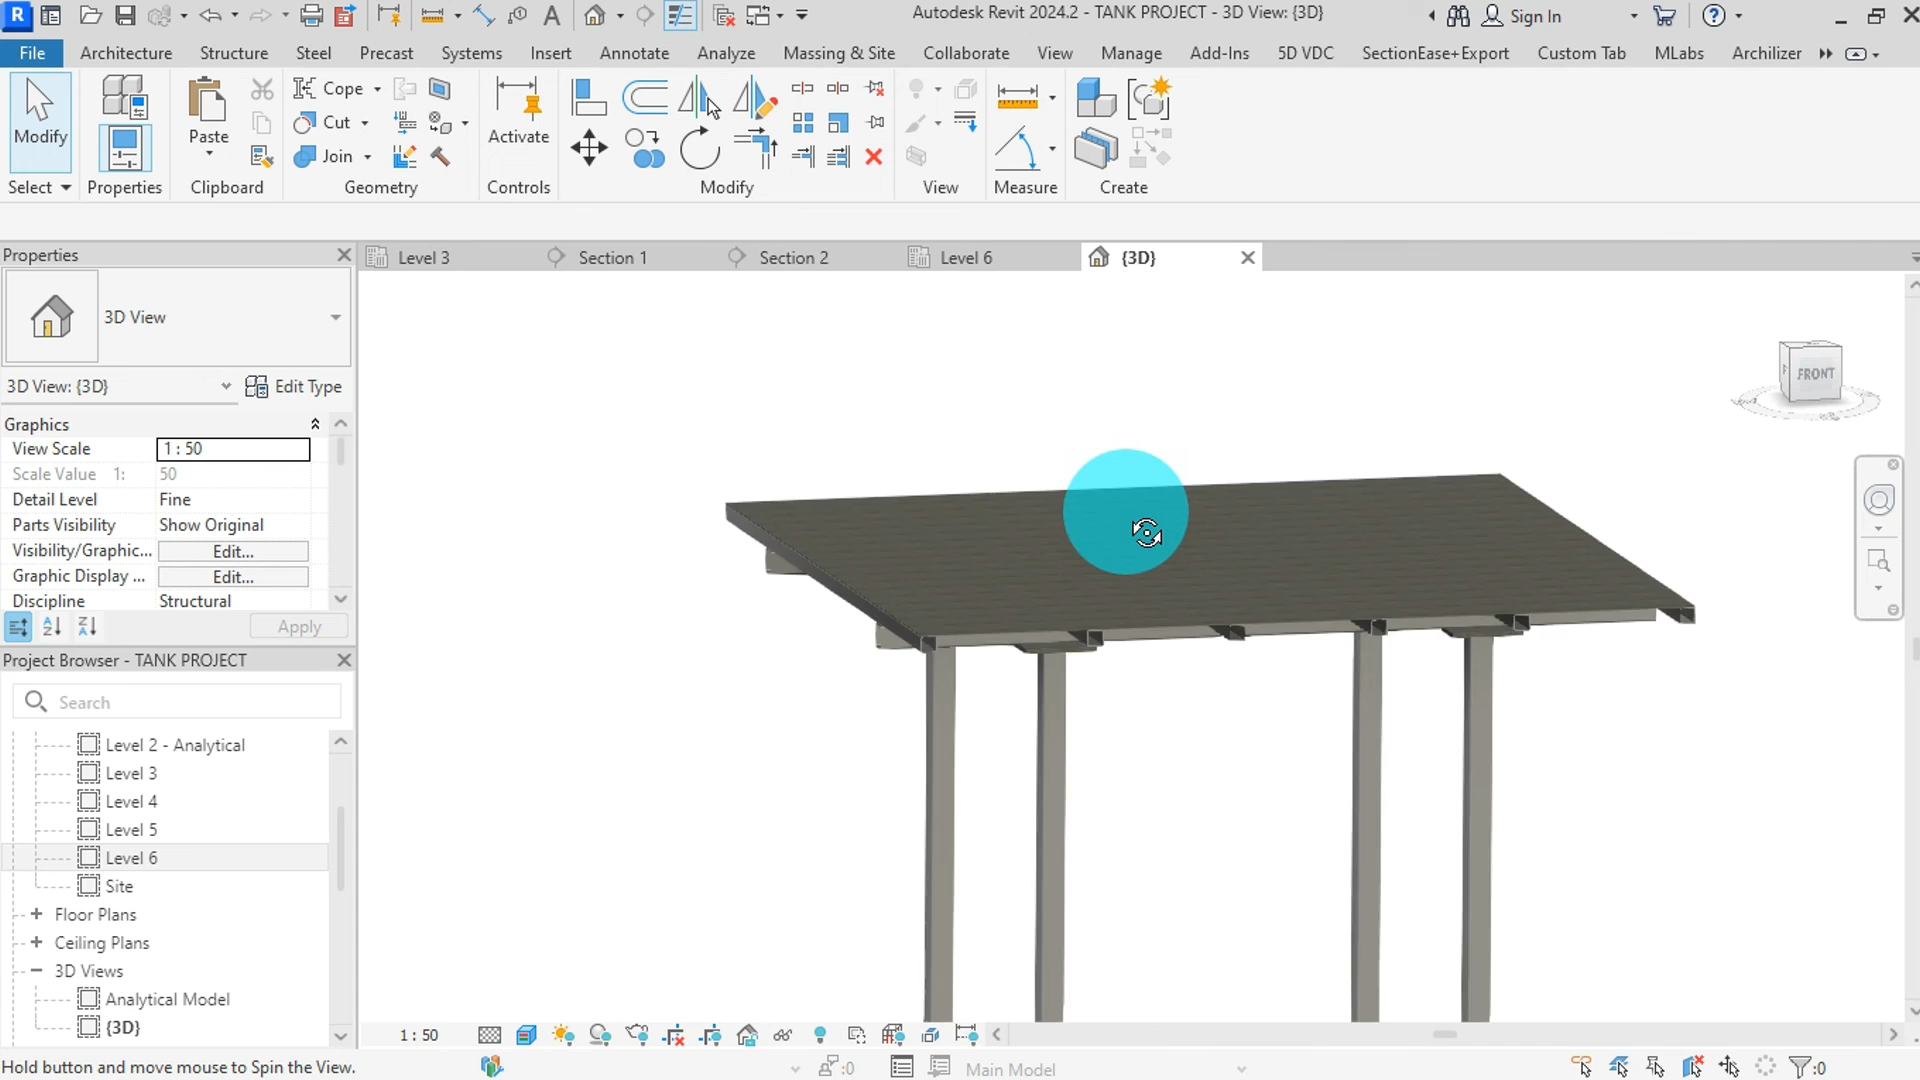 Autodesk Revit 2024.2 - TANK PROJECT - 3D View: {3D}
Sign In
File Architecture Structure Steel Precast Systems Insert Annotate Analyze Massing & Site Collaborate View Manage Add-Ins 5D VDC SectionEase+Export Custom Tab MLabs Archilizer
Modify
Paste
Cope
Cut
Join
Activate
Select Properties Clipboard Geometry Controls Modify View Measure Create
Properties
Level 3 Section 1 Section 2 Level 6 {3D}
3D View
3D View: {3D} Edit Type
Graphics
View Scale 1 : 50
Scale Value 1: 50
Detail Level Fine
Parts Visibility Show Original
Visibility/Graphic... Edit...
Graphic Display ... Edit...
Discipline Structural
Apply
FRONT
Project Browser - TANK PROJECT
Search
Level 2 - Analytical
Level 3
Level 4
Level 5
Level 6
Site
Floor Plans
Ceiling Plans
3D Views
Analytical Model
{3D}
1 : 50
Hold button and move mouse to Spin the View.
:0
Main Model
:0